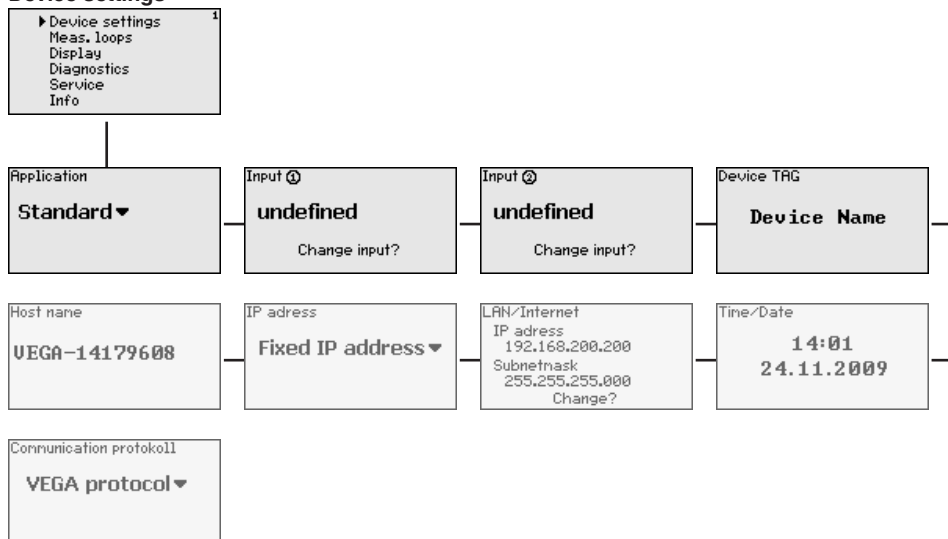 Device settings
Device settings 1
Meas. loops
Display
Diagnostics
Service
Info
Application
Standard
Input ①
undefined
Change input?
Input ②
undefined
Change input?
Device TAG
Device Name
Host name
VEGA-14179608
IP adress
Fixed IP address
LAN/Internet
IP adress
192.168.200.200
Subnetmask
255.255.255.000
Change?
Time/Date
14:01
24.11.2009
Communication protokoll
VEGA protocol